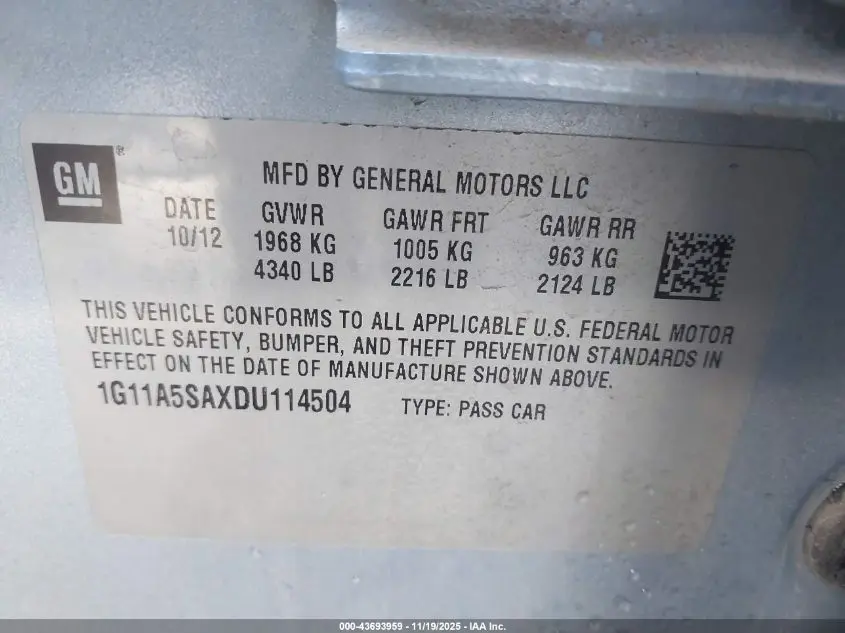 GM®
MFD BY GENERAL MOTORS LLC
DATE GVWR GAWR FRT GAWR RR
10/12 1968 KG 1005 KG 963 KG
4340 LB 2216 LB 2124 LB
THIS VEHICLE CONFORMS TO ALL APPLICABLE U.S. FEDERAL MOTOR
VEHICLE SAFETY, BUMPER, AND THEFT PREVENTION STANDARDS IN
EFFECT ON THE DATE OF MANUFACTURE SHOWN ABOVE.
1G11A5SAXDU114504 TYPE: PASS CAR
000-43693959 - 11/19/2025 - IAA Inc.